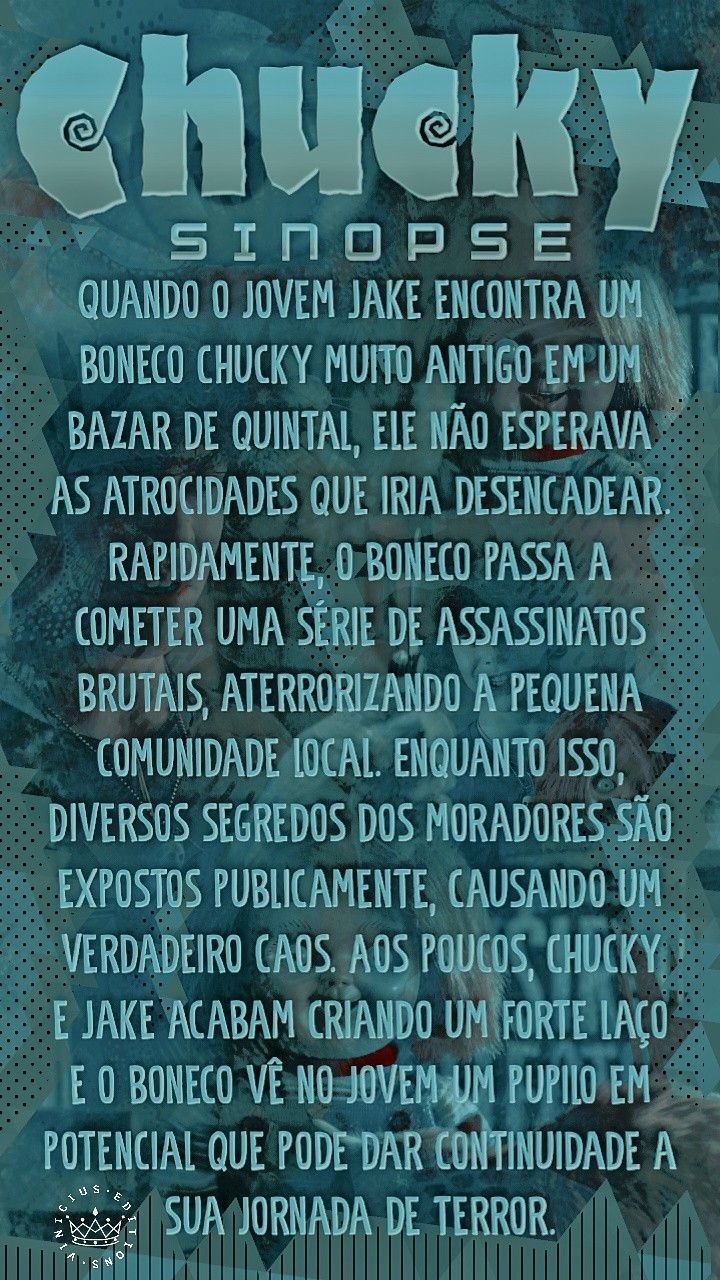 Chucky
SINOPSE
QUANDO O JOVEM JAKE ENCONTRA UM
BONECO CHUCKY MUITO ANTIGO EM UM
BAZAR DE QUINTAL, ELE NÃO ESPERAVA
AS ATROCIDADES QUE IRIA DESENCADEAR.
RAPIDAMENTE, O BONECO PASSA A
COMETER UMA SÉRIE DE ASSASSINATOS
BRUTAIS, ATERRORIZANDO A PEQUENA
COMUNIDADE LOCAL. ENQUANTO ISSO,
DIVERSOS SEGREDOS DOS MORADORES SÃO
EXPOSTOS PUBLICAMENTE, CAUSANDO UM
VERDADEIRO CAOS. AOS POUCOS, CHUCKY
E JAKE ACABAM CRIANDO UM FORTE LAÇO
E O BONECO VÊ NO JOVEM UM PUPILO EM
POTENCIAL QUE PODE DAR CONTINUIDADE A
SUA JORNADA DE TERROR.
VINICIUS·EDITIONS·